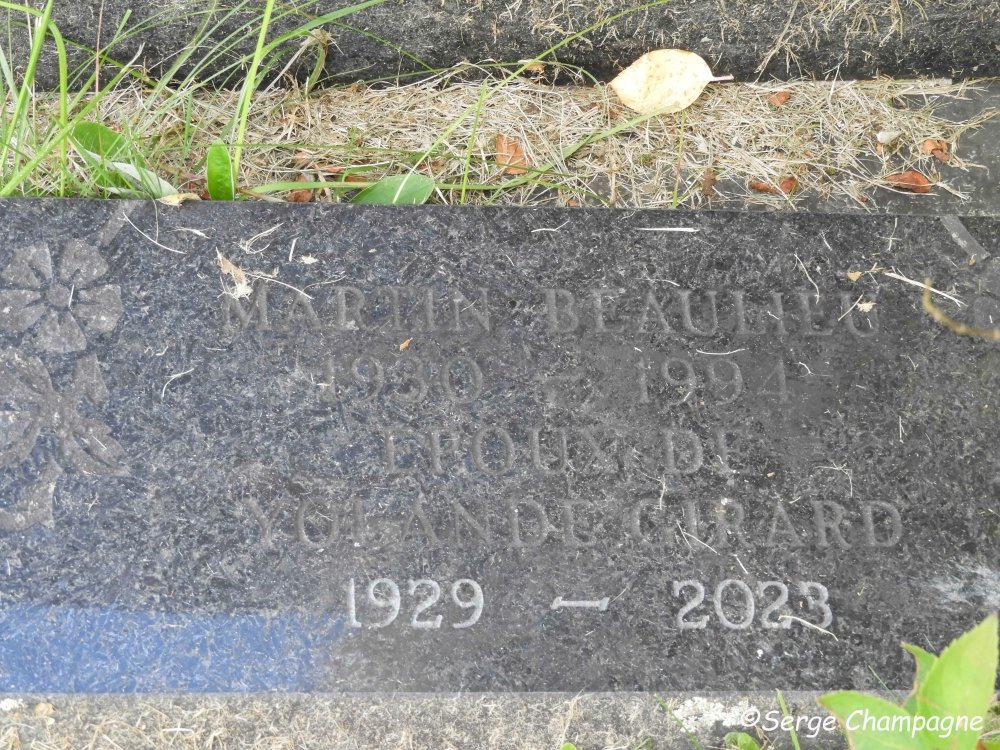 MARTIN BEAULIEU
1930 – 1994
EPOUX DE
YOLANDE GIRARD
1929 – 2023
©Serge Champagne